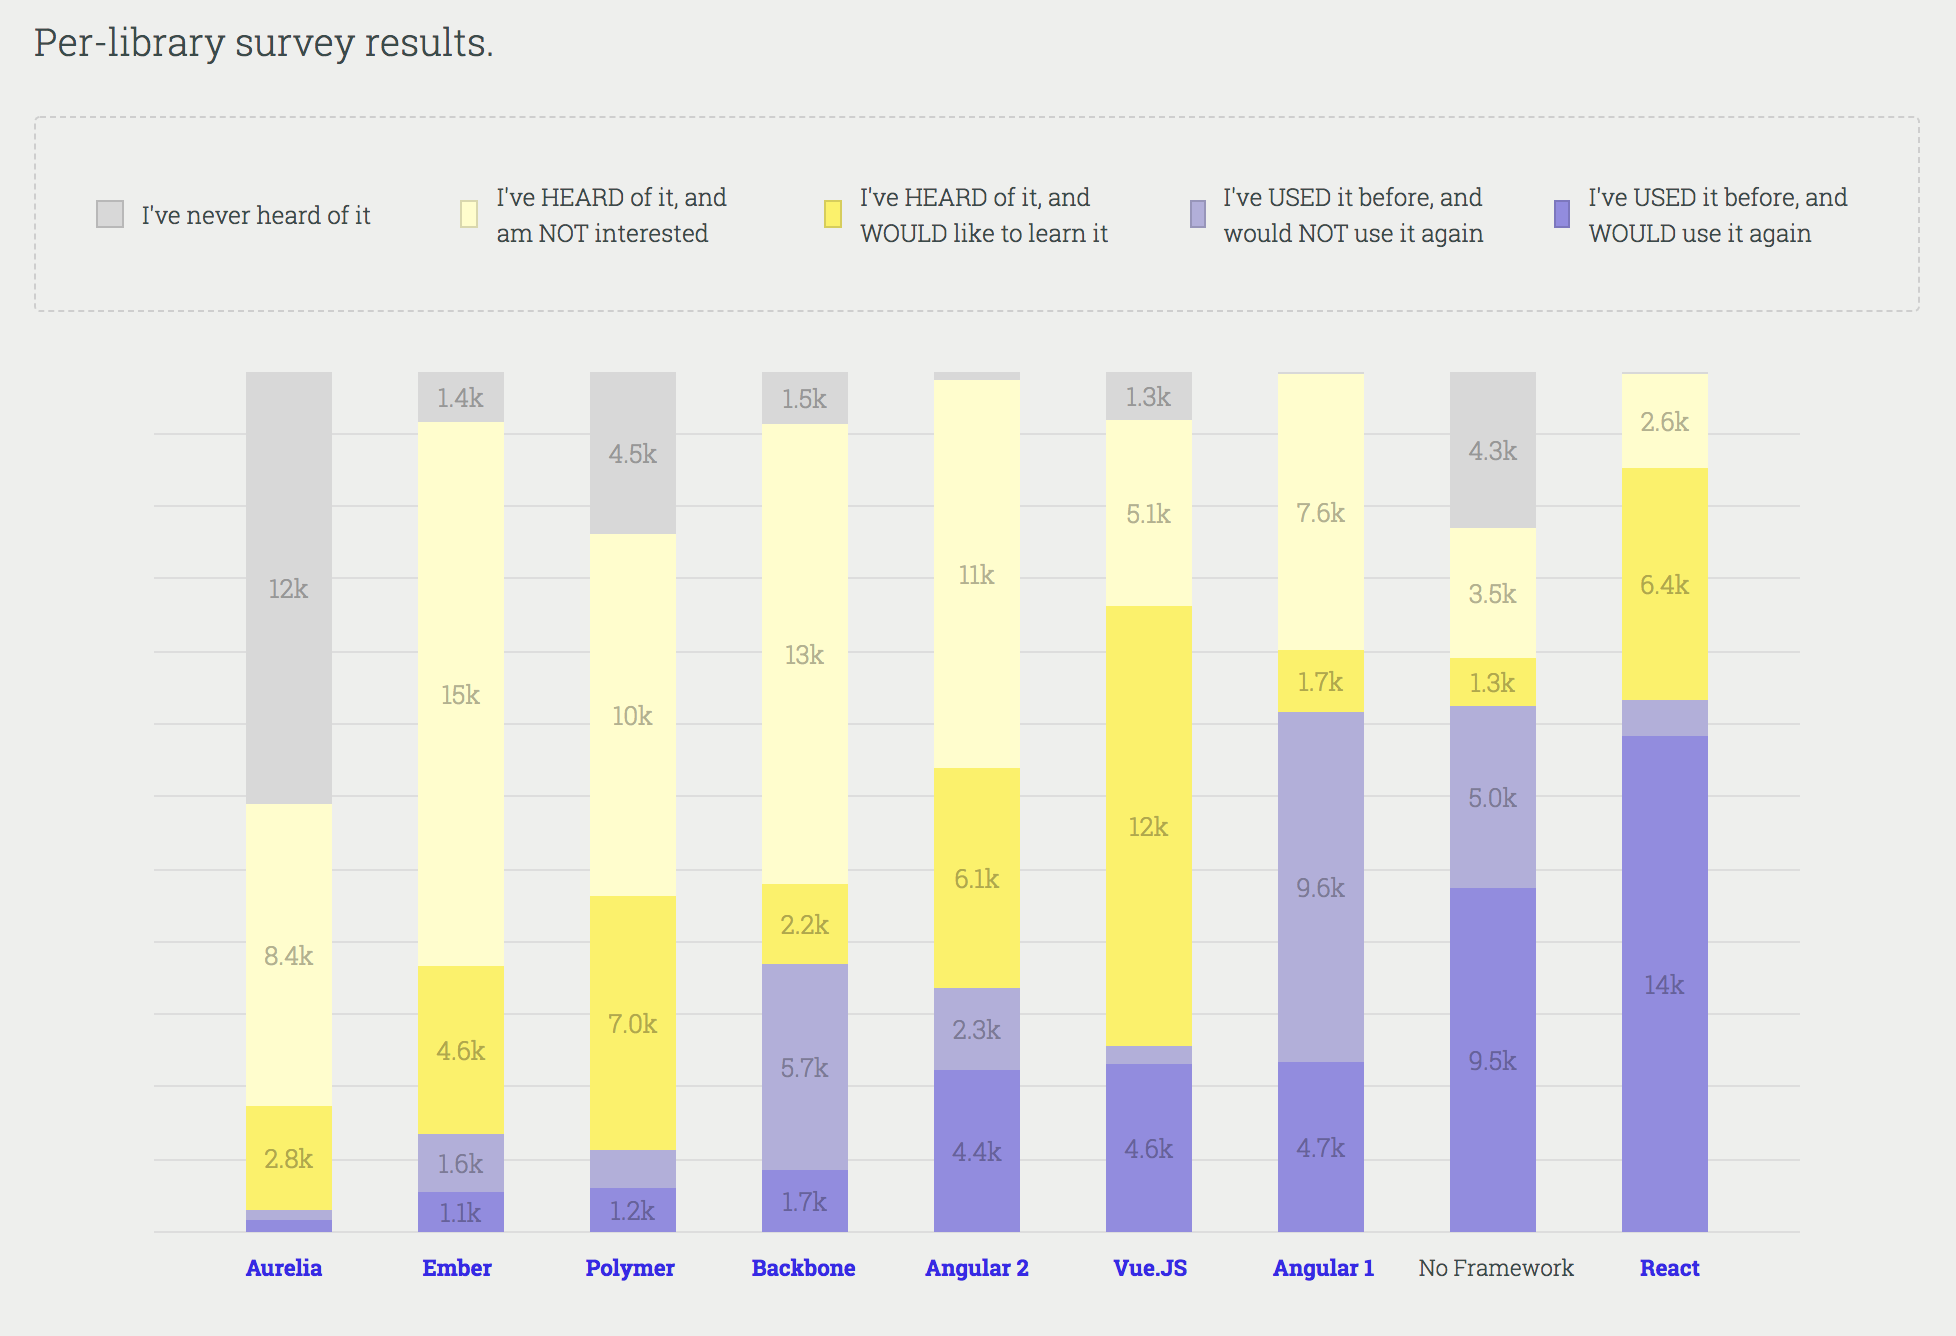 Per-library survey results.
I've never heard of it
I've HEARD of it, and
am NOT interested
I've HEARD of it, and
WOULD like to learn it
I've USED it before, and
would NOT use it again
I've USED it before, and
WOULD use it again
12k
8.4k
2.8k
1.4k
15k
4.6k
1.6k
1.1k
4.5k
10k
7.0k
1.2k
1.5k
13k
2.2k
5.7k
1.7k
11k
6.1k
2.3k
4.4k
1.3k
5.1k
12k
4.6k
7.6k
1.7k
9.6k
4.7k
4.3k
3.5k
1.3k
5.0k
9.5k
2.6k
6.4k
14k
Aurelia
Ember
Polymer
Backbone
Angular 2
Vue.JS
Angular 1
No Framework
React